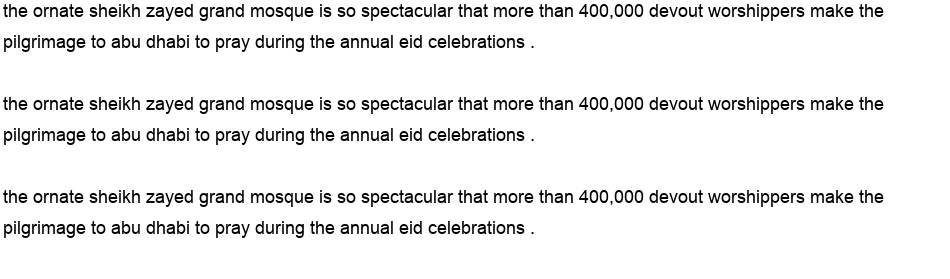 the ornate sheikh zayed grand mosque is so spectacular that more than 400,000 devout worshippers make the
pilgrimage to abu dhabi to pray during the annual eid celebrations .
the ornate sheikh zayed grand mosque is so spectacular that more than 400,000 devout worshippers make the
pilgrimage to abu dhabi to pray during the annual eid celebrations .
the ornate sheikh zayed grand mosque is so spectacular that more than 400,000 devout worshippers make the
pilgrimage to abu dhabi to pray during the annual eid celebrations .